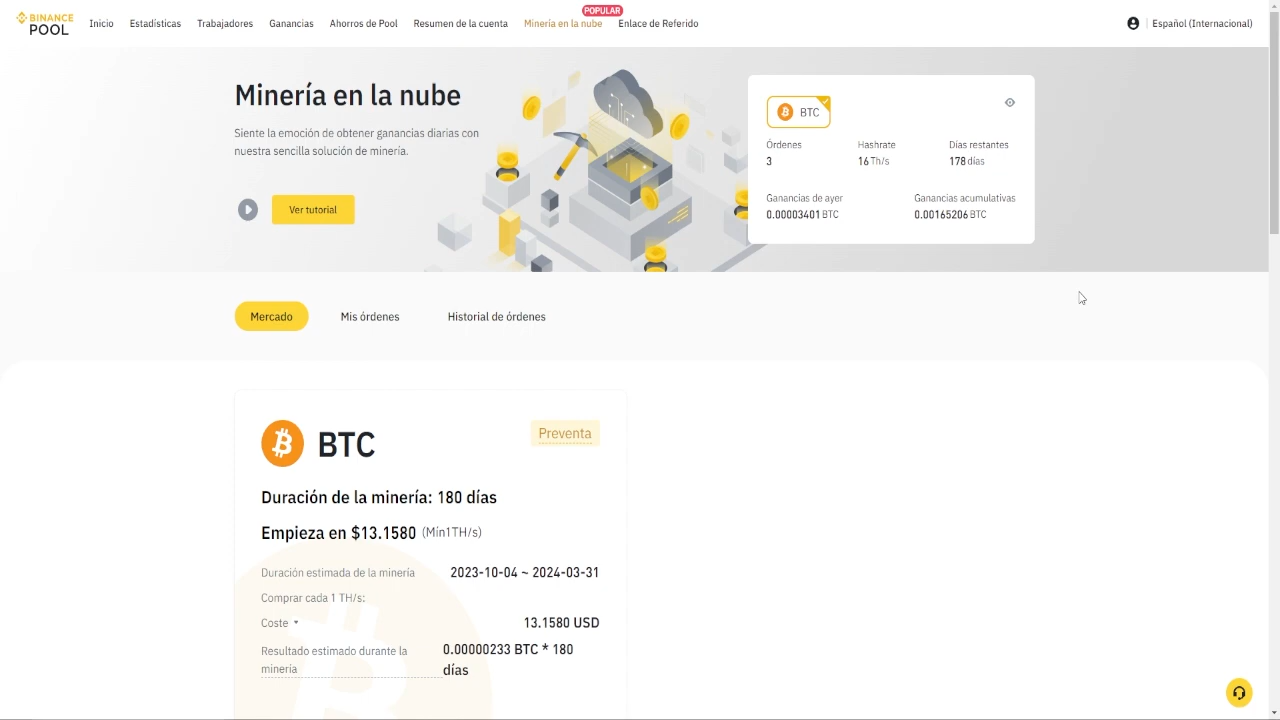 BINANCE
POOL
Inicio
Estadísticas
Trabajadores
Ganancias
Ahorros de Pool
Resumen de la cuenta
Minería en la nube
POPULAR
Enlace de Referido
Español (Internacional)
Minería en la nube
Siente la emoción de obtener ganancias diarias con
nuestra sencilla solución de minería.
Ver tutorial
BTC
Órdenes
Hashrate
Días restantes
3
16 Th/s
178 días
Ganancias de ayer
Ganancias acumulativas
0.00003401 BTC
0.00165206 BTC
Mercado
Mis órdenes
Historial de órdenes
BTC
Preventa
Duración de la minería: 180 días
Empieza en $13.1580 (Mín1TH/s)
Duración estimada de la minería
2023-10-04 ~ 2024-03-31
Comprar cada 1 TH/s:
Coste
13.1580 USD
Resultado estimado durante la
minería
0.00000233 BTC * 180
días